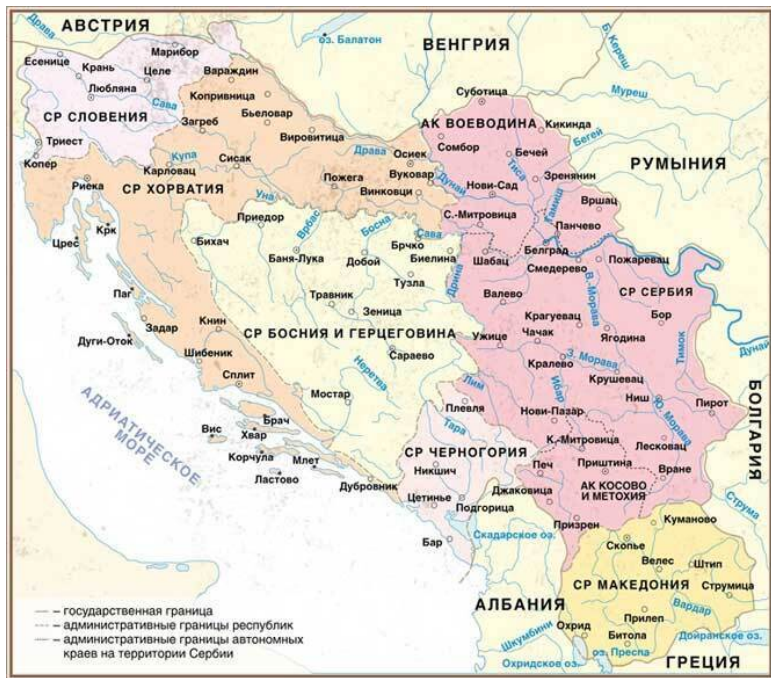 АВСТРИЯ
Драва
оз. Балатон
ВЕНГРИЯ
Б. Кереш
Марибор
Есенице
Крань
Целе
Вараждин
Любляна
Копривница
Суботица
Муреш
Сава
Бьеловар
АК ВОЕВОДИНА
Кикинда
СР СЛОВЕНИЯ
Загреб
Вировитица
Бегей
Сомбор
Бечей
Триест
Купа
Драва
Осиек
Тиса
РУМЫНИЯ
Копер
Карловац
Сисак
Дунай
Зренянин
Риека
СР ХОРВАТИЯ
Пожега
Вуковар
Нови-Сад
Винковци
Тамиш
Вршац
Уна
Приедор
Врбас
Босна
Сава
С.-Митровица
Панчево
Крк
Црес
Бихач
Брчко
Белград
Баня-Лука
Добой
Биелина
Шабац
Смедерево
Пожаревац
Дрина
Тузла
В. Морава
СР СЕРБИЯ
Паг
Травник
Валево
Зеница
Крагуевац
Бор
Задар
Книн
СР БОСНИЯ И ГЕРЦЕГОВИНА
Ужице
Чачак
Ягодина
Тимок
Дуги-Оток
Сараево
Дунай
Шибеник
Неретва
Кралево
З. Морава
Сплит
Лим
Ибар
Крушевац
АДРИАТИЧЕСКОЕ
МОРЕ
Мостар
Плевля
Ниш
Ю. Морава
Пирот
БОЛГАРИЯ
Брач
Нови-Пазар
Вис
Хвар
Тара
К.-Митровица
Лесковац
Корчула
Млет
СР ЧЕРНОГОРИЯ
Никшич
Печ
Приштина
Вране
Ластово
Дубровник
Джаковица
АК КОСОВО
И МЕТОХИЯ
Цетинье
Подгорица
Струма
Призрен
Куманово
Бар
Скадарское оз.
Скопье
Велес
Штип
СР МАКЕДОНИЯ
Струмица
АЛБАНИЯ
Вардар
Прилеп
Охрид
Шкумбини
Битола
Дойранское оз.
оз. Преспа
Охридское оз.
ГРЕЦИЯ
– государственная граница
– административные границы республик
– административные границы автономных
краев на территории Сербии